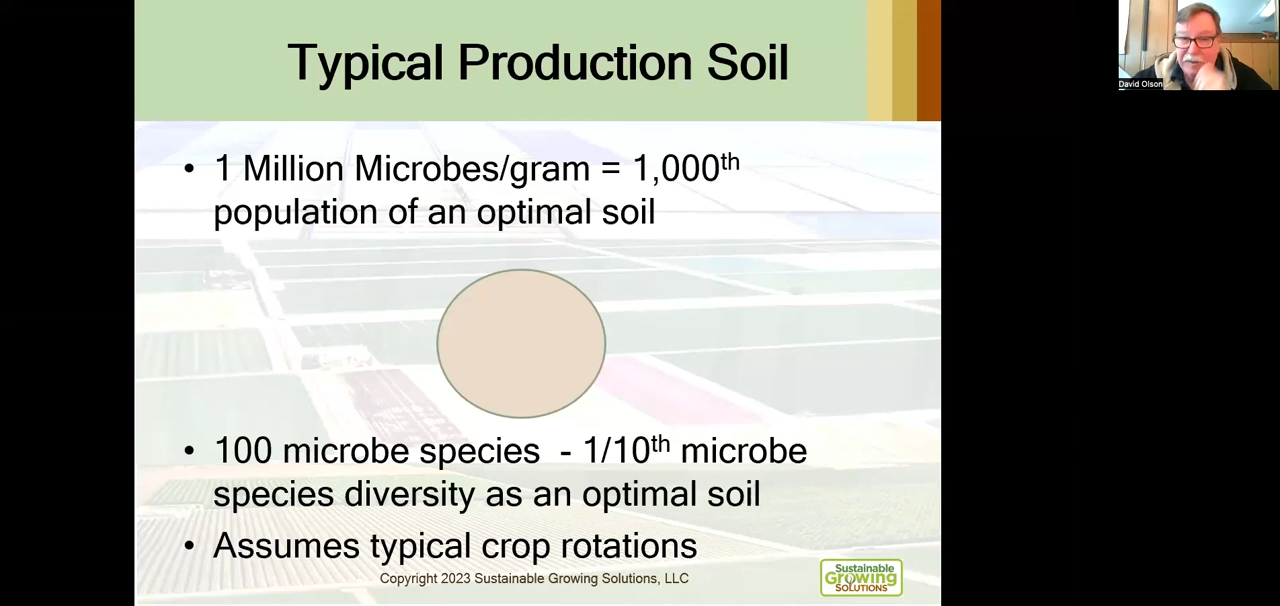 Typical Production Soil
David Olson
• 1 Million Microbes/gram = 1,000th
population of an optimal soil
• 100 microbe species - 1/10th microbe
species diversity as an optimal soil
• Assumes typical crop rotations
Copyright 2023 Sustainable Growing Solutions, LLC
Sustainable
Growing
SOLUTIONS